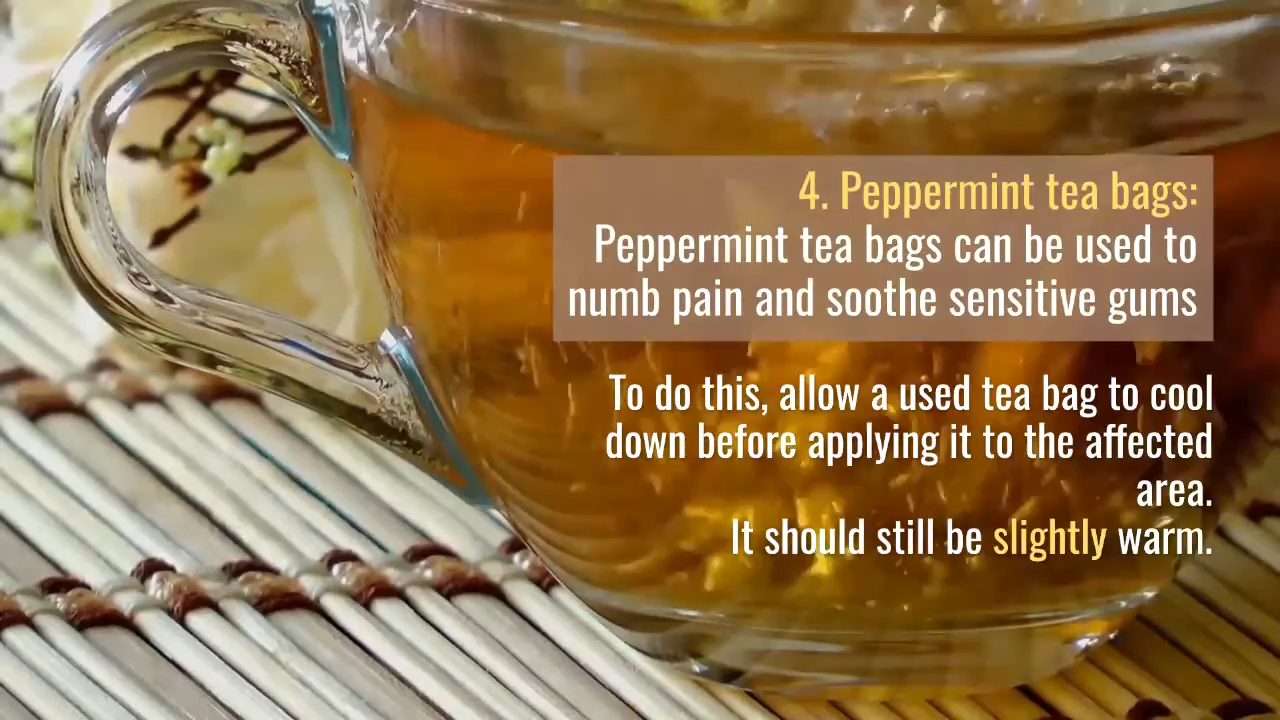 4. Peppermint tea bags:
Peppermint tea bags can be used to
numb pain and soothe sensitive gums
To do this, allow a used tea bag to cool
down before applying it to the affected
area.
It should still be slightly warm.